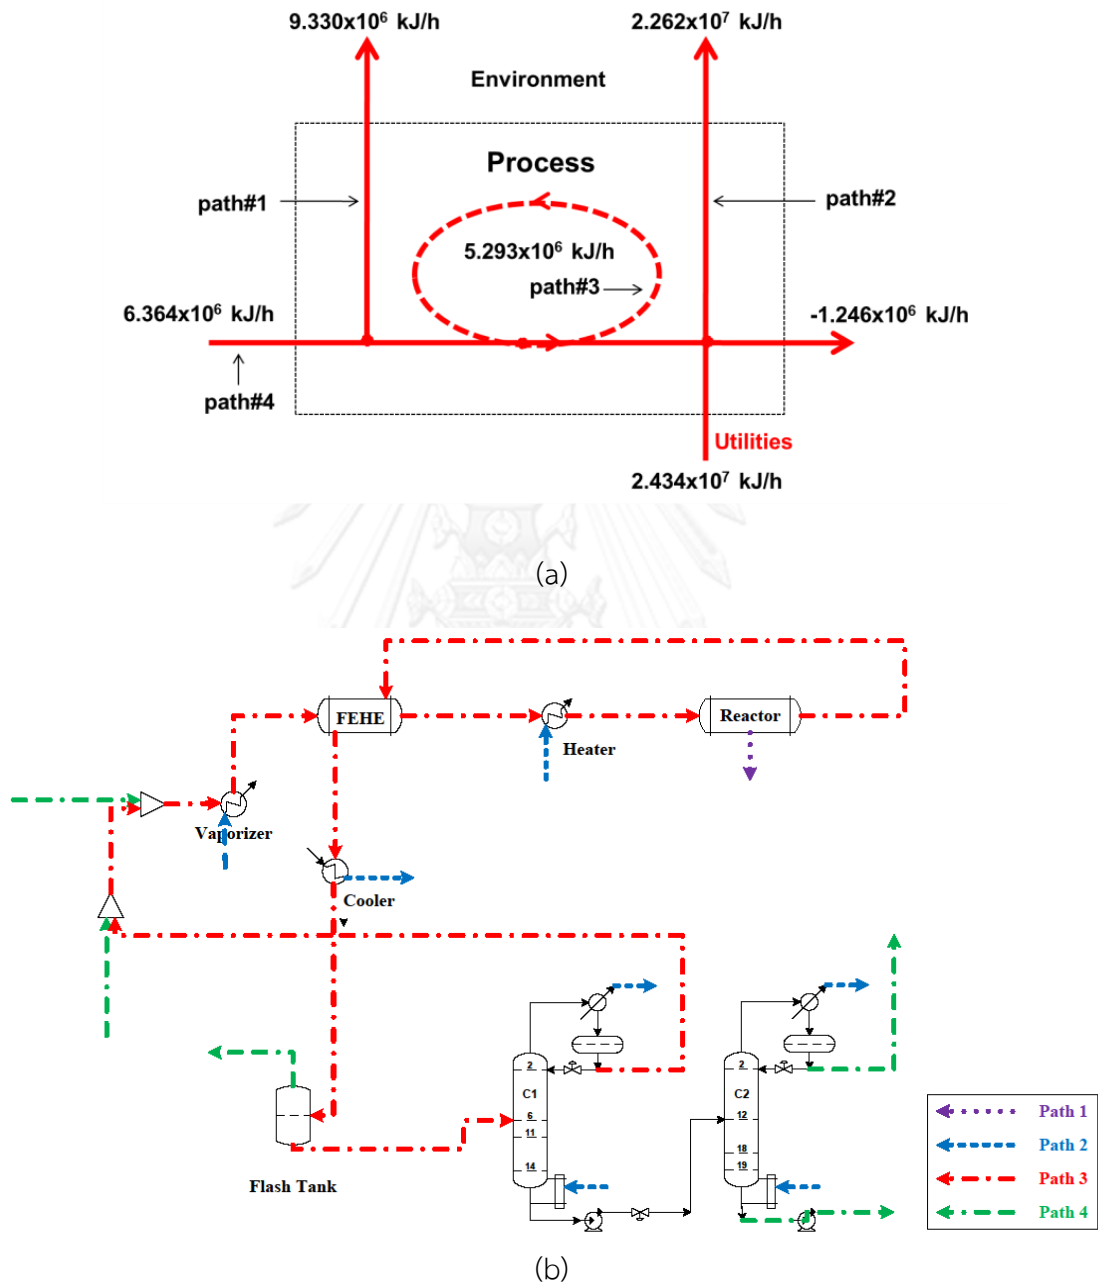 9.330x10⁶ kJ/h
2.262x10⁷ kJ/h
Environment
Process
path#1
path#2
5.293x10⁶ kJ/h
path#3
6.364x10⁶ kJ/h
-1.246x10⁶ kJ/h
path#4
Utilities
2.434x10⁷ kJ/h
(a)
FEHE
Reactor
Heater
Vaporizer
Cooler
2
C1
6
11
14
2
C2
12
18
19
Flash Tank
Path 1
Path 2
Path 3
Path 4
(b)